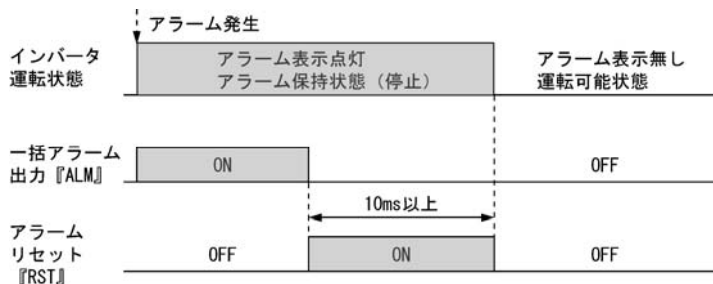 アラーム発生
インバータ
運転状態
アラーム表示点灯
アラーム保持状態（停止）
アラーム表示無し
運転可能状態
一括アラーム
出力『ALM』
ON
OFF
10ms以上
アラーム
リセット
『RST』
OFF
ON
OFF